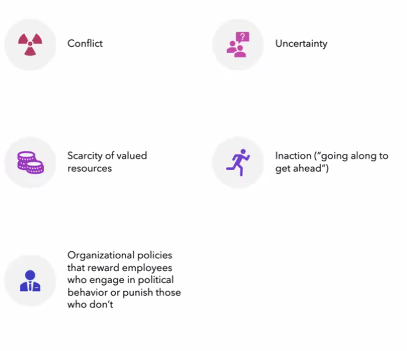 Conflict
Uncertainty
?
Scarcity of valued
resources
Inaction ("going along to
get ahead")
Organizational policies
that reward employees
who engage in political
behavior or punish those
who don't